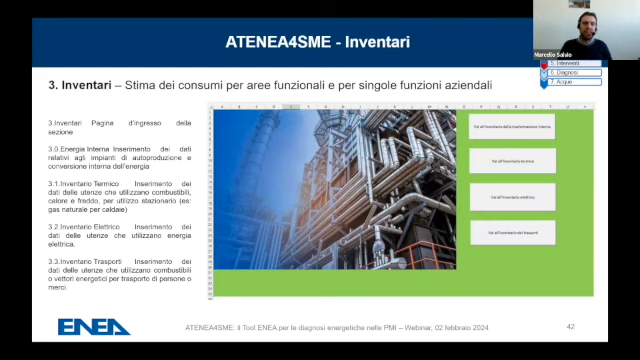 ATENEA4SME - Inventari
Marcello Salvio
5. Interventi
6. Diagnosi
7. Acque
3. Inventari – Stima dei consumi per aree funzionali e per singole funzioni aziendali
3.Inventari Pagina d'ingresso della
sezione
3.0.Energia Interna Inserimento dei dati
relativi agli impianti di autoproduzione e
conversione interna dell'energia
3.1.Inventario Termico Inserimento dei
dati delle utenze che utilizzano combustibili,
calore e freddo, per utilizzo stazionario (es:
gas naturale per caldaie)
3.2.Inventario Elettrico Inserimento dei
dati delle utenze che utilizzano energia
elettrica.
3.3.Inventario Trasporti Inserimento dei
dati delle utenze che utilizzano combustibili
o vettori energetici per trasporto di persone o
merci.
Vai all'inventario della trasformazione interna
Vai all'inventario termico
Vai all'inventario elettrico
Vai all'inventario dei trasporti
ENEA
ATENEA4SME: il Tool ENEA per le diagnosi energetiche nelle PMI – Webinar, 02 febbraio 2024
42